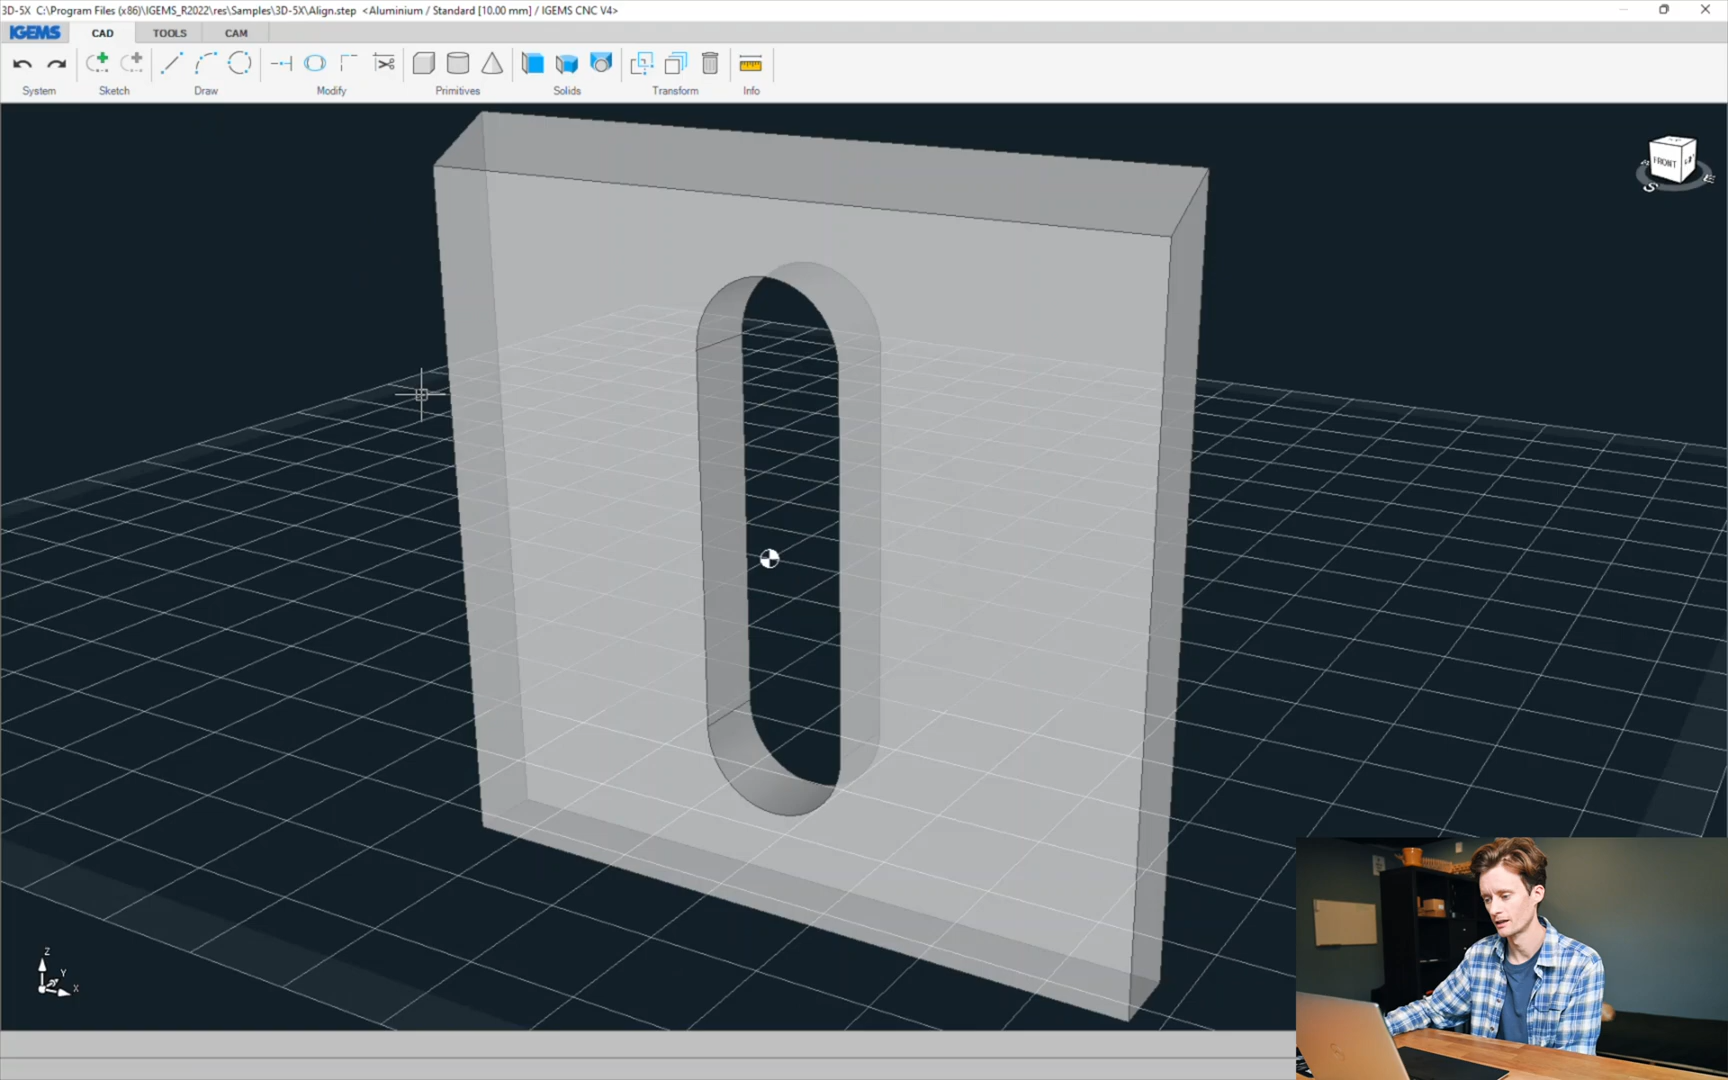 3D-5X C:\Program Files (x86)\IGEMS_R2022\res\Samples\3D-5X\Align.step <Aluminium / Standard [10.00 mm] / IGEMS CNC V4>
IGEMS CAD TOOLS CAM
System Sketch Draw Modify Primitives Solids Transform Info
FRONT
S E
Z
Y
X